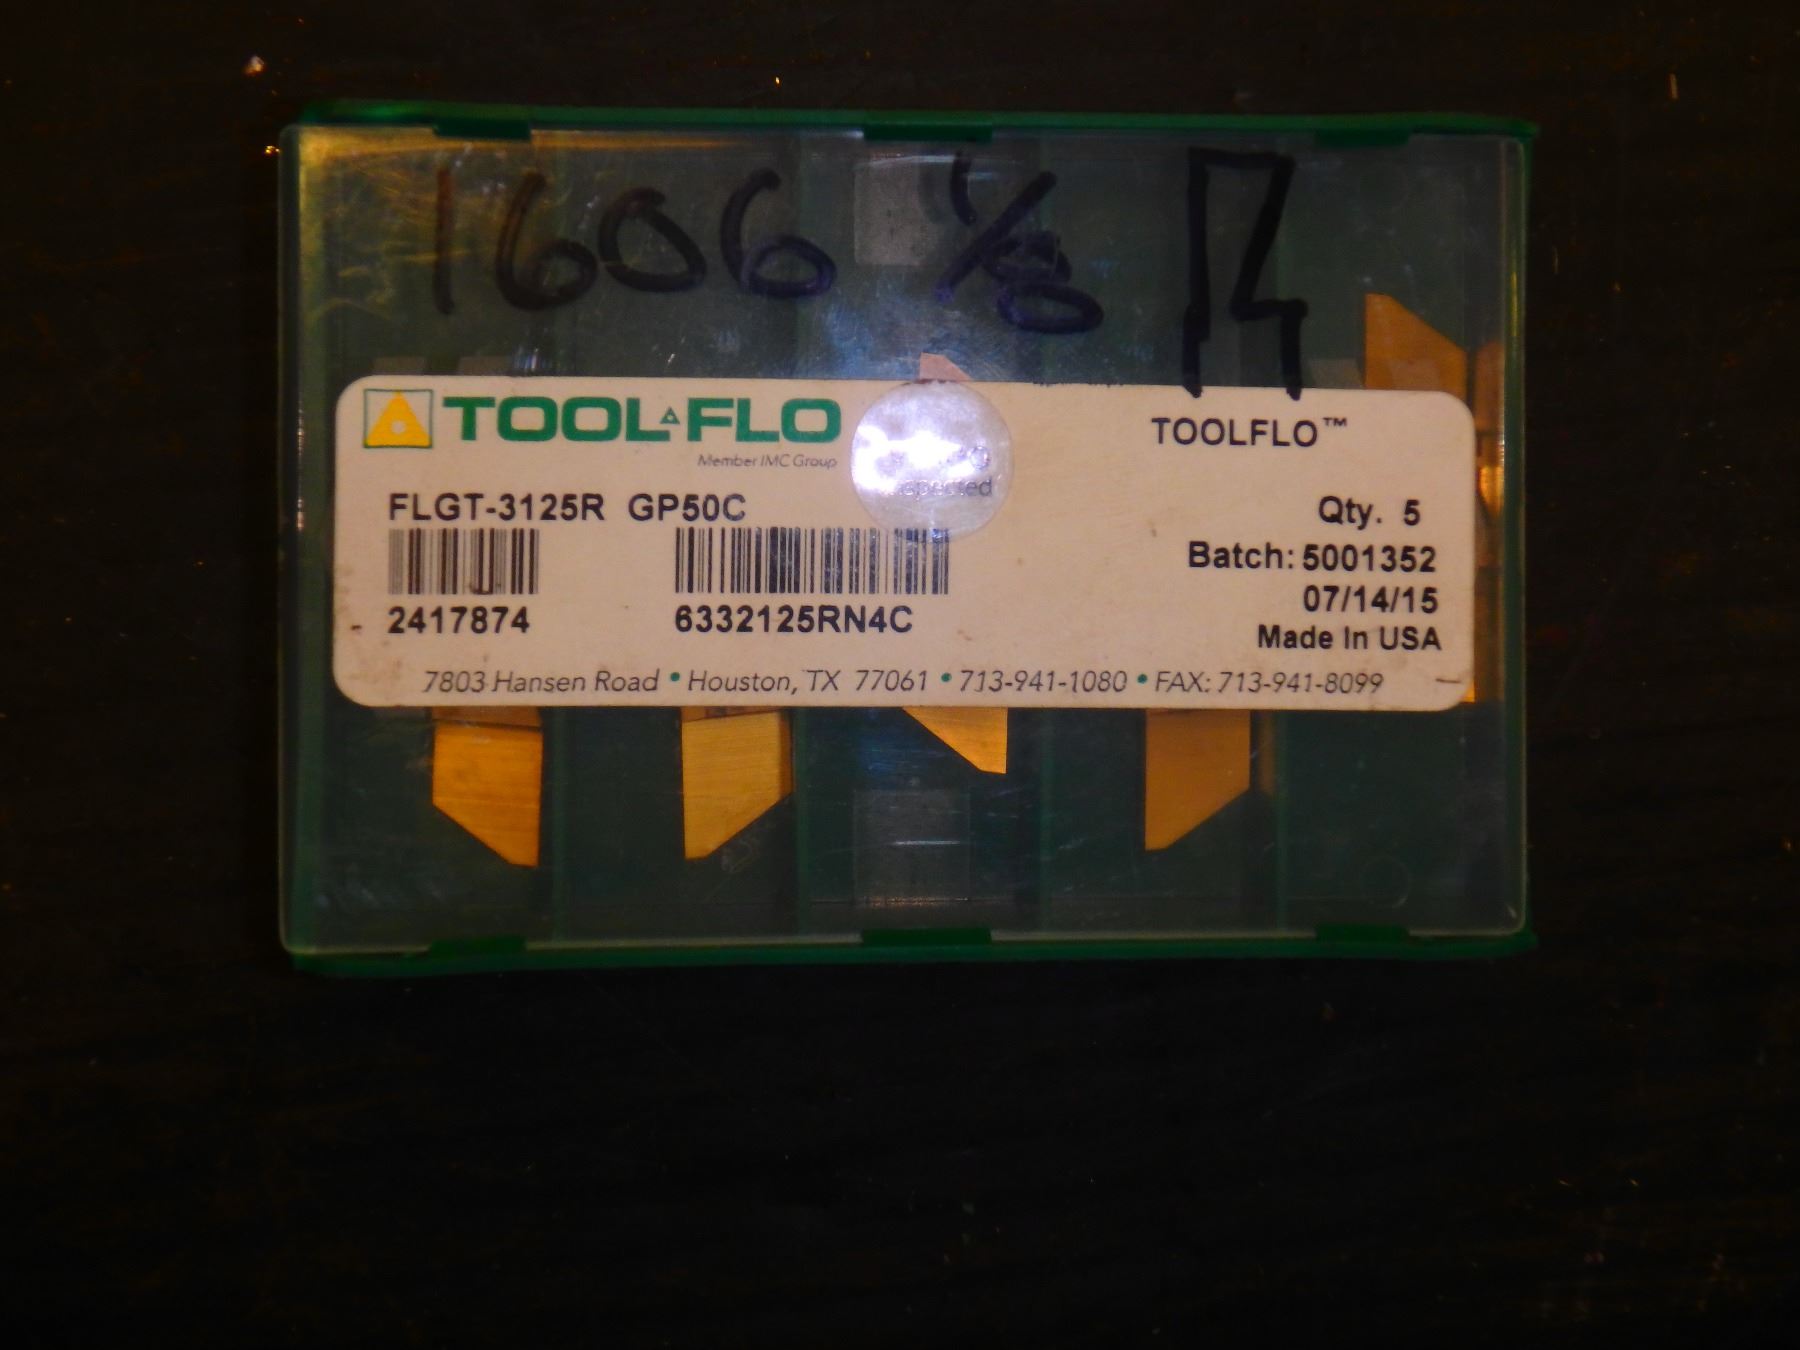 1606 1/8
TOOL FLO
Member IMC Group
TOOLFLO™
FLGT-3125R GP50C
Inspected
Qty. 5
Batch: 5001352
2417874
6332125RN4C
07/14/15
Made In USA
7803 Hansen Road • Houston, TX 77061 • 713-941-1080 • FAX: 713-941-8099